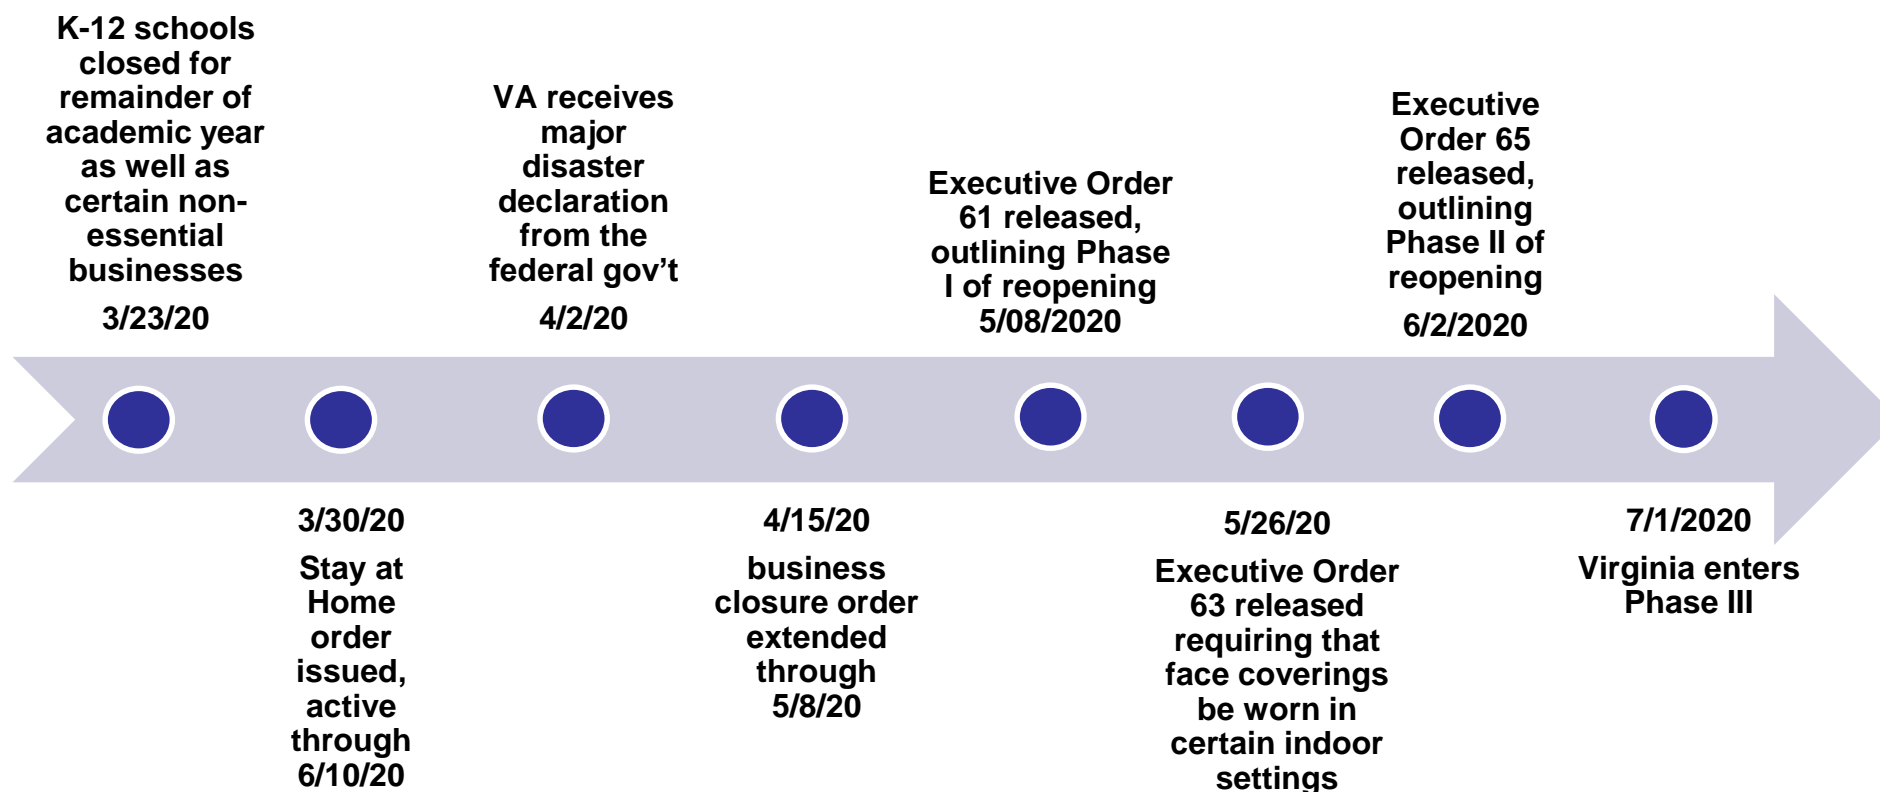 K-12 schools
closed for
remainder of
academic year
as well as
certain non-
essential
businesses
3/23/20
3/30/20
Stay at
Home
order
issued,
active
through
6/10/20
VA receives
major
disaster
declaration
from the
federal gov’t
4/2/20
4/15/20
business
closure order
extended
through
5/8/20
Executive Order
61 released,
outlining Phase
I of reopening
5/08/2020
5/26/20
Executive Order
63 released
requiring that
face coverings
be worn in
certain indoor
settings
Executive
Order 65
released,
outlining
Phase II of
reopening
6/2/2020
7/1/2020
Virginia enters
Phase III